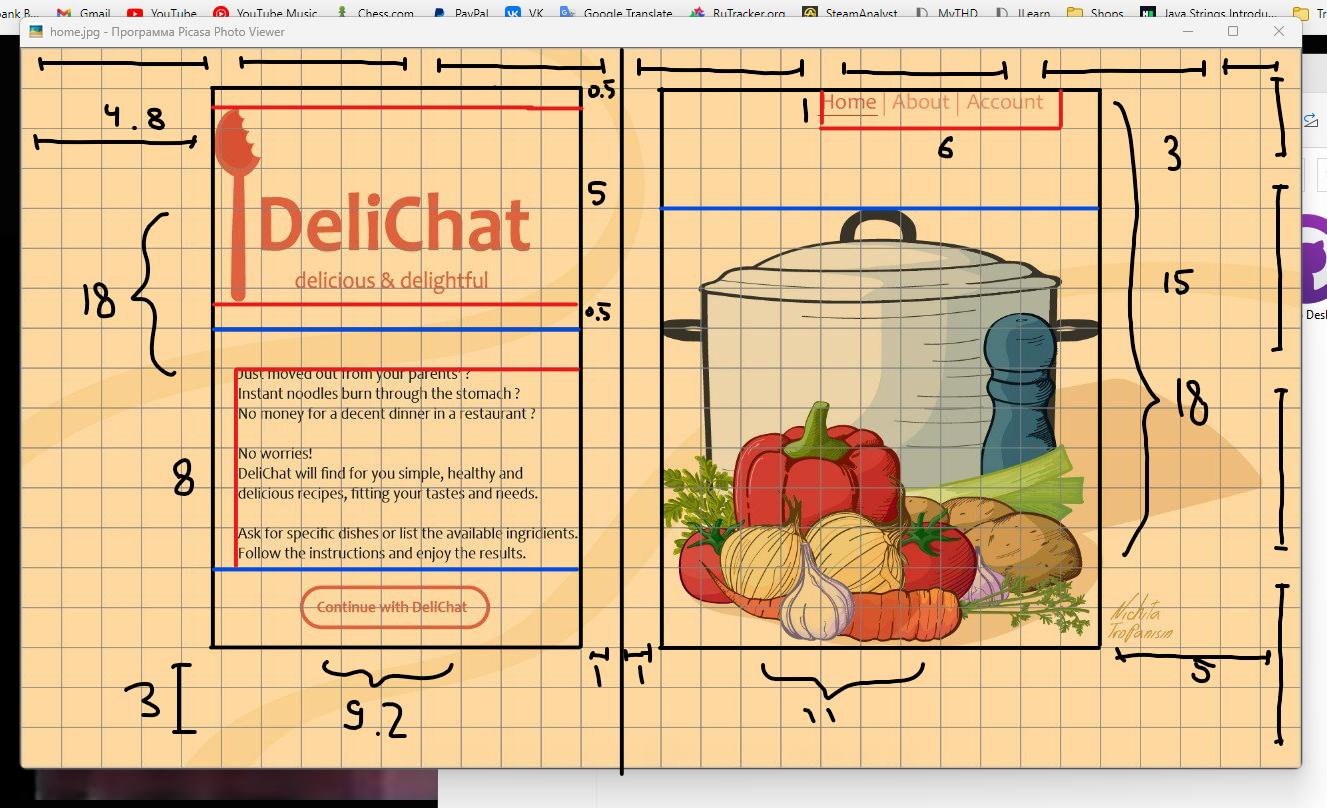 Gmail
YouTube
YouTube Music
Chess.com
PayPal
VK
Google Translate
RuTracker.org
SteamAnalyst
MyTHD
ILearn
Shops
Java Strings Introdu...
home.jpg - Программа Picasa Photo Viewer
4.8
0.5
5
0.5
18
8
3
9.2
1
1
DeliChat
delicious & delightful
Just moved out from your parents ?
Instant noodles burn through the stomach ?
No money for a decent dinner in a restaurant ?
No worries!
DeliChat will find for you simple, healthy and
delicious recipes, fitting your tastes and needs.
Ask for specific dishes or list the available ingridients.
Follow the instructions and enjoy the results.
Continue with DeliChat
1
Home | About | Account
6
3
15
18
11
5
Nichita
Trofanism